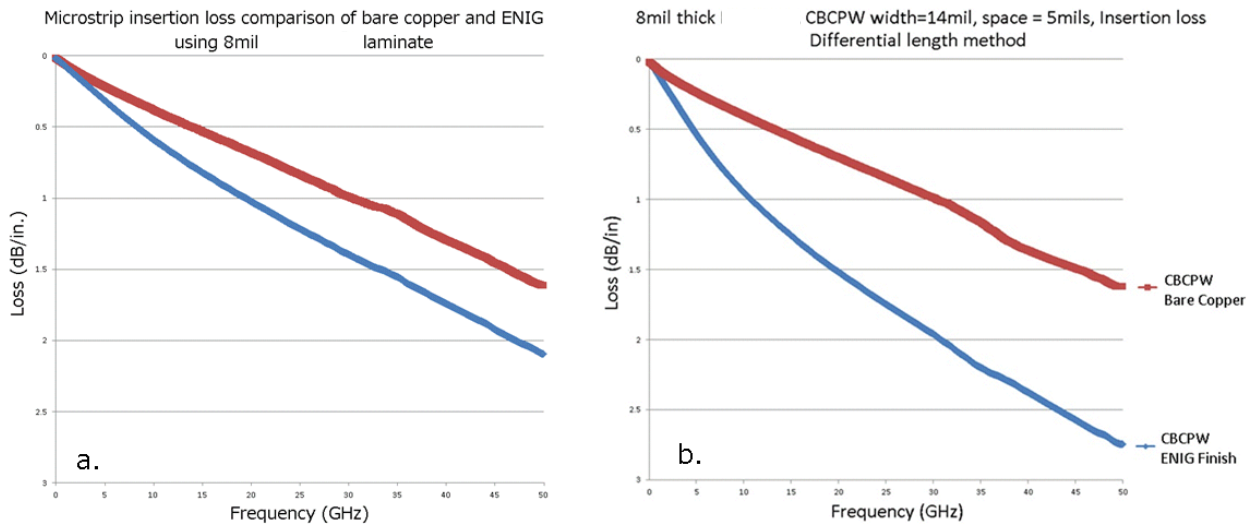 Microstrip insertion loss comparison of bare copper and ENIG
using 8mil laminate
Loss (dB/in.)
0
0.5
1
1.5
2
2.5
3
a.
0 5 10 15 20 25 30 35 40 45 50
Frequency (GHz)
8mil thick CBCPW width=14mil, space = 5mils, Insertion loss
Differential length method
Loss (dB/in)
0
0.5
1
1.5
2
2.5
3
CBCPW
Bare Copper
CBCPW
ENIG Finish
b.
0 5 10 15 20 25 30 35 40 45 50
Frequency (GHz)